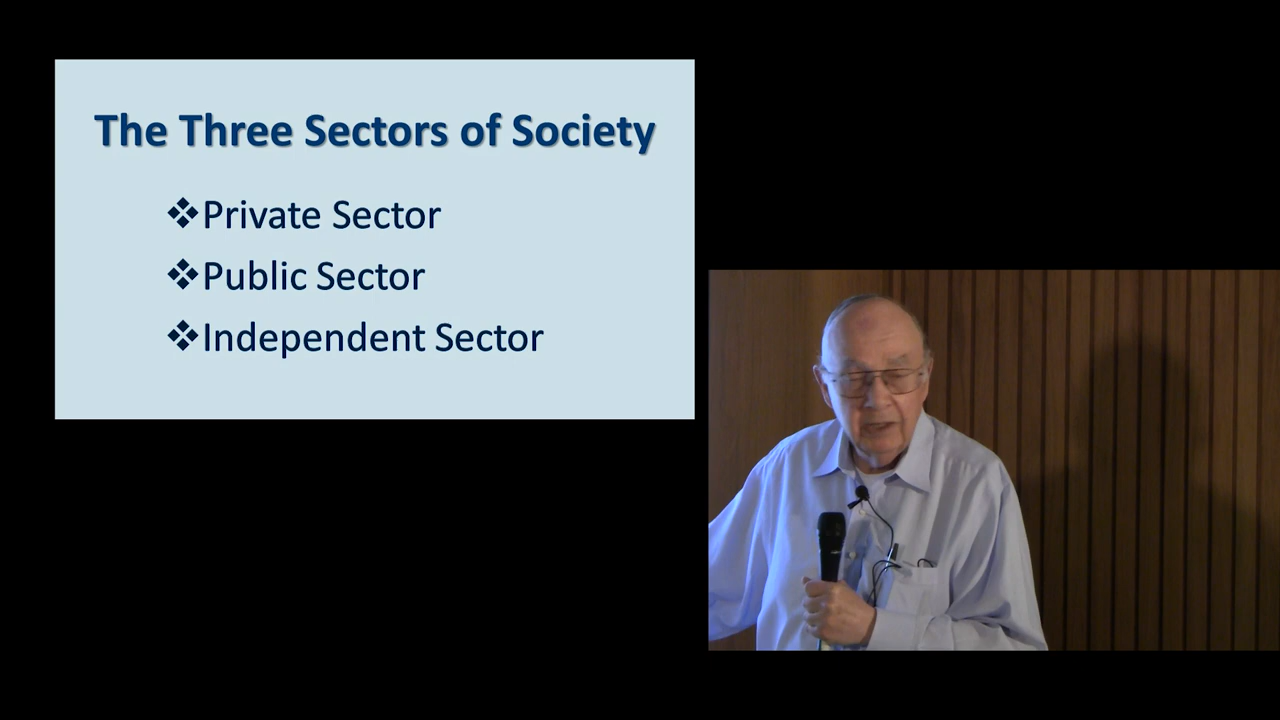 The Three Sectors of Society
❖Private Sector
❖Public Sector
❖Independent Sector